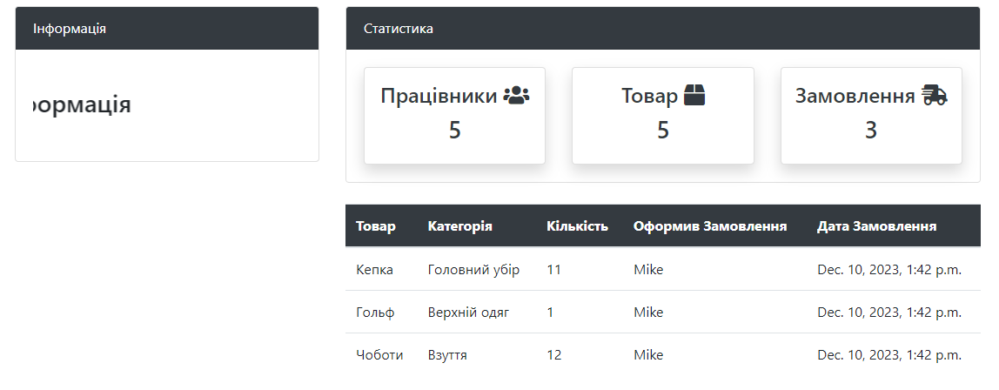 Інформація
формація
Статистика
Працівники
5
Товар
5
Замовлення
3
Товар Категорія Кількість Оформив Замовлення Дата Замовлення
Кепка Головний убір 11 Mike Dec. 10, 2023, 1:42 p.m.
Гольф Верхній одяг 1 Mike Dec. 10, 2023, 1:42 p.m.
Чоботи Взуття 12 Mike Dec. 10, 2023, 1:42 p.m.